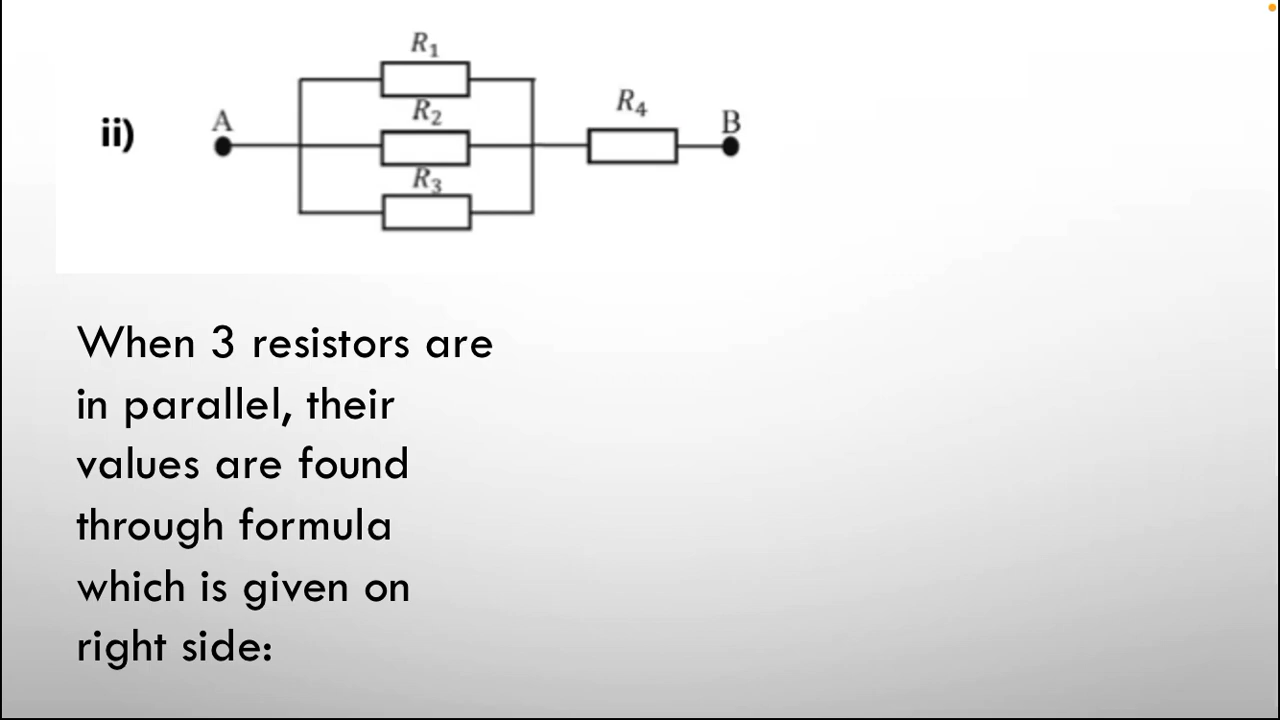 R₁
R₂
R₃
R₄
ii)
A
B
When 3 resistors are
in parallel, their
values are found
through formula
which is given on
right side: